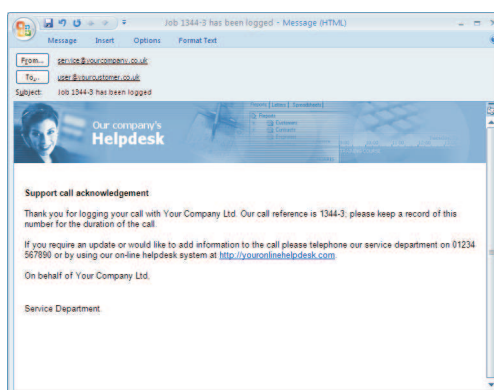 Job 1344-3 has been logged - Message (HTML)
Message Insert Options Format Text
From... service@yourcompany.co.uk
To... user@yourcustomer.co.uk
Subject: Job 1344-3 has been logged
Our company's
Helpdesk
Support call acknowledgement
Thank you for logging your call with Your Company Ltd. Our call reference is 1344-3; please keep a record of this
number for the duration of the call.
If you require an update or would like to add information to the call please telephone our service department on 01234
567890 or by using our on-line helpdesk system at http://youronlinehelpdesk.com
On behalf of Your Company Ltd.
Service Department